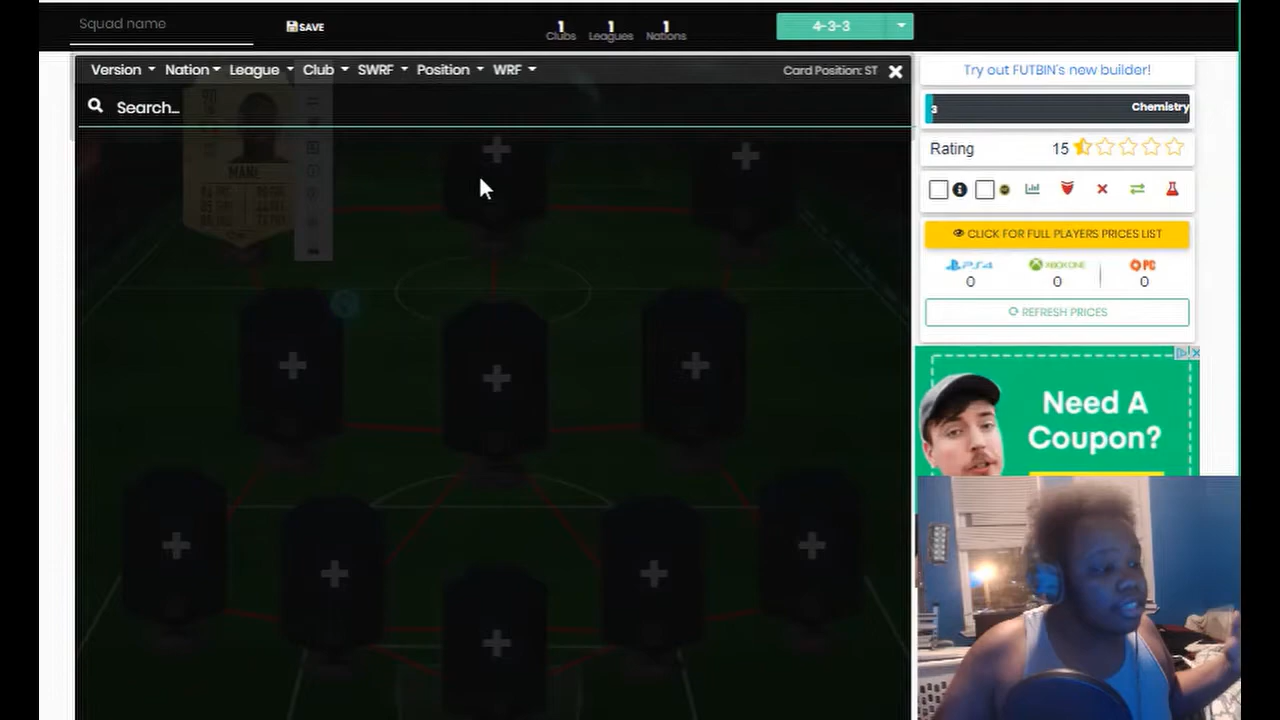 Squad name
SAVE
1 1 1
Clubs Leagues Nations
4-3-3
Version Nation League Club SWRF Position WRF
Card Position: ST
Search...
MANÉ
Try out FUTBIN's new builder!
3 Chemistry
Rating 15
CLICK FOR FULL PLAYERS PRICES LIST
PS4 XBOX ONE PC
0 0 0
REFRESH PRICES
Need A
Coupon?